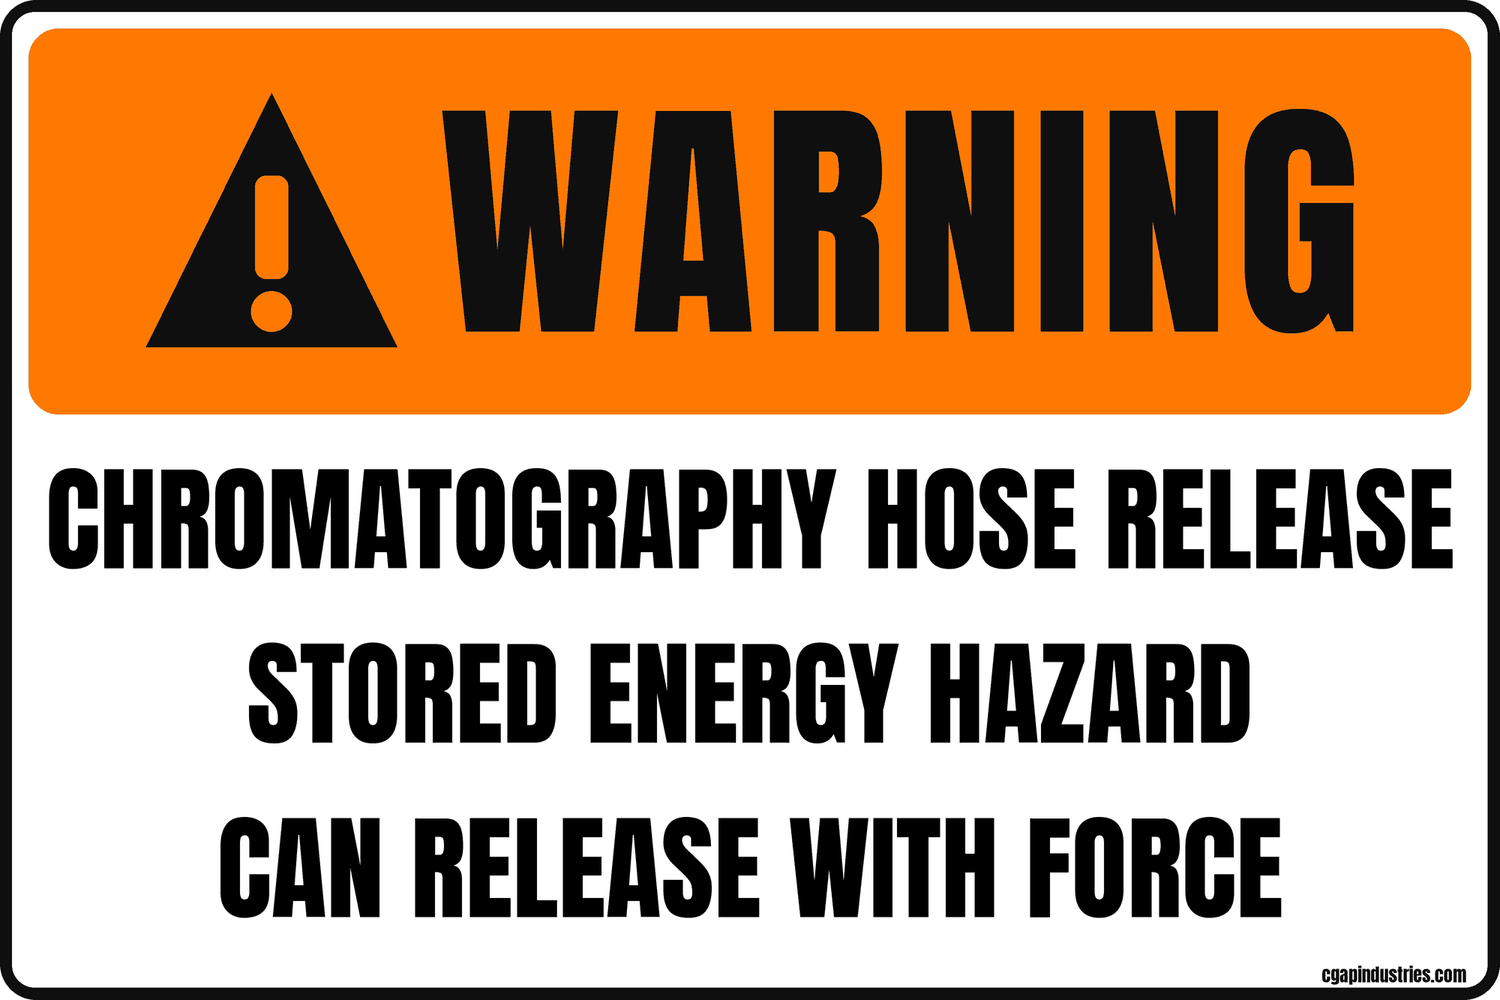 WARNING
CHROMATOGRAPHY HOSE RELEASE
STORED ENERGY HAZARD
CAN RELEASE WITH FORCE
cgapindustries.com